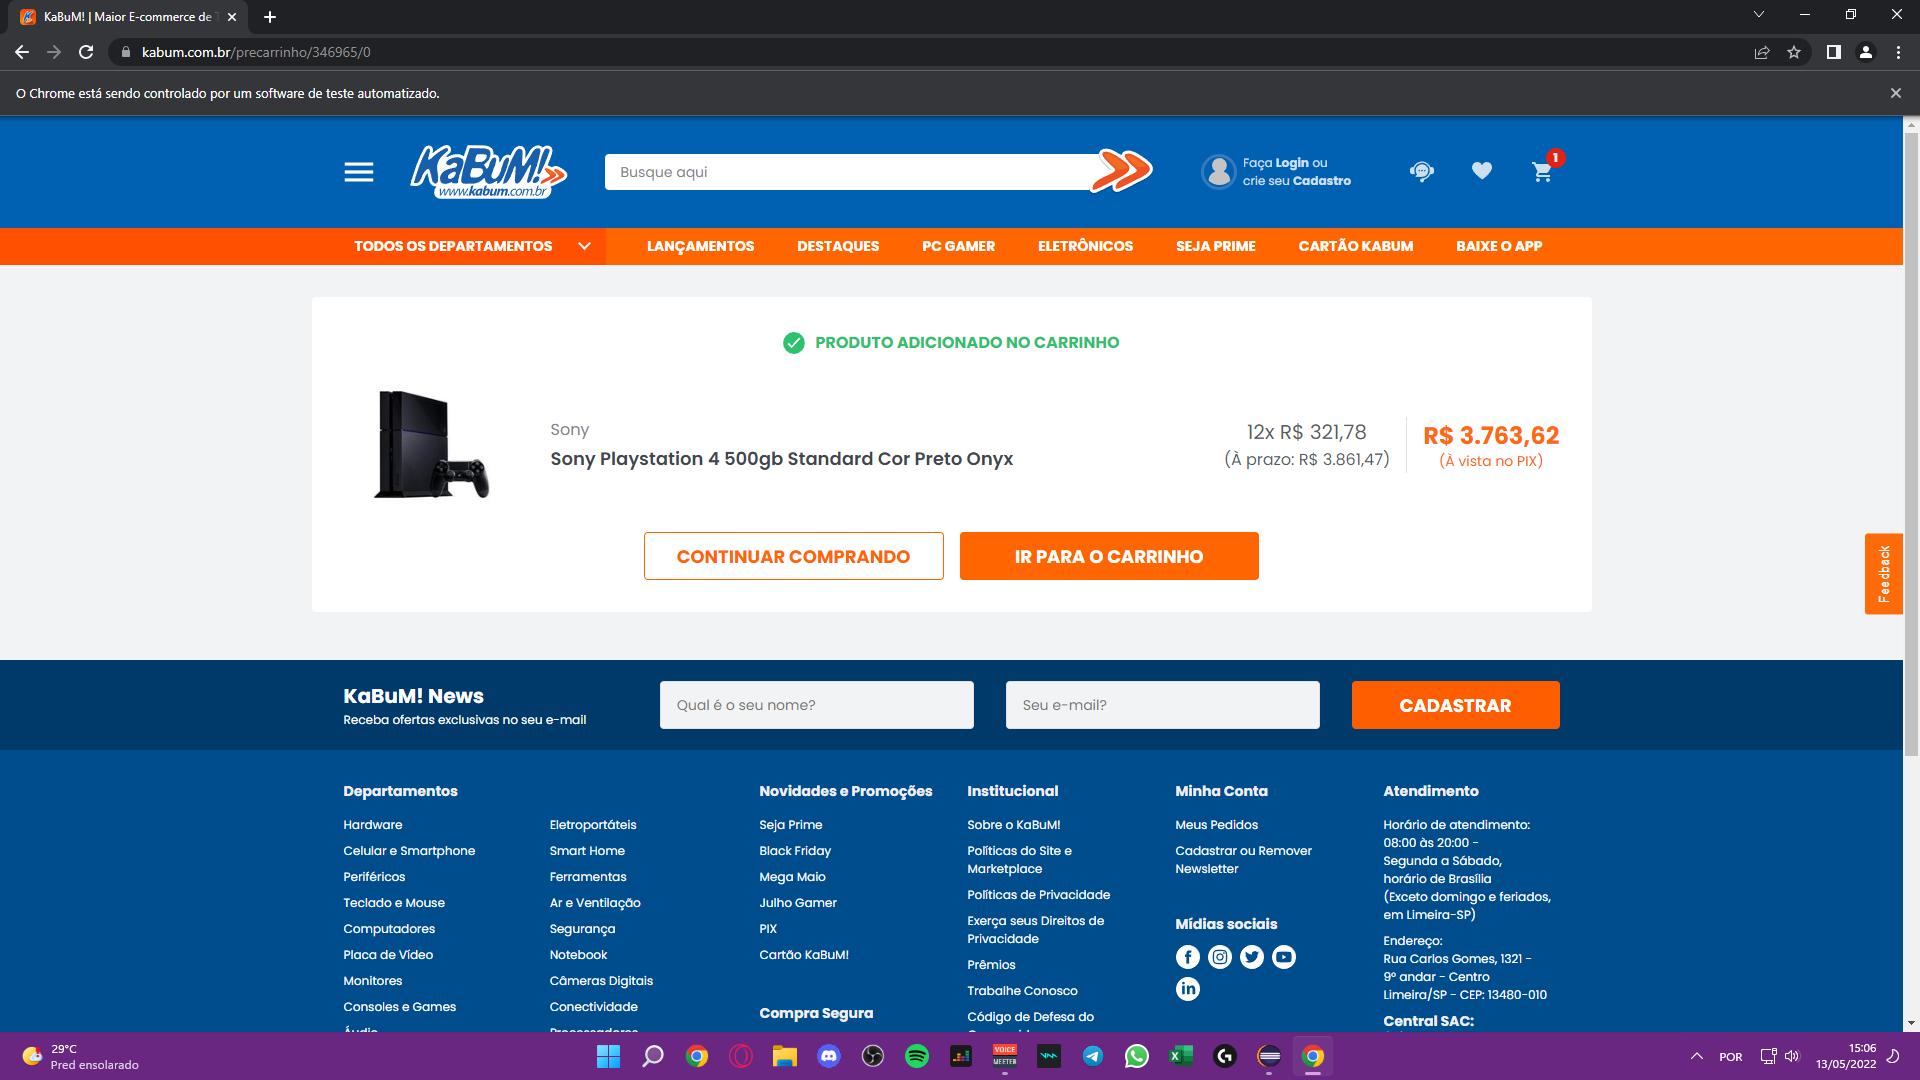 KaBuM! | Maior E-commerce de T
kabum.com.br/precarrinho/346965/0
O Chrome está sendo controlado por um software de teste automatizado.
KaBuM!
www.kabum.com.br
Busque aqui
Faça Login ou
crie seu Cadastro
1
TODOS OS DEPARTAMENTOS
LANÇAMENTOS
DESTAQUES
PC GAMER
ELETRÔNICOS
SEJA PRIME
CARTÃO KABUM
BAIXE O APP
PRODUTO ADICIONADO NO CARRINHO
Sony
Sony Playstation 4 500gb Standard Cor Preto Onyx
12x R$ 321,78
(À prazo: R$ 3.861,47)
R$ 3.763,62
(À vista no PIX)
CONTINUAR COMPRANDO
IR PARA O CARRINHO
Feedback
KaBuM! News
Receba ofertas exclusivas no seu e-mail
Qual é o seu nome?
Seu e-mail?
CADASTRAR
Departamentos
Hardware
Celular e Smartphone
Periféricos
Teclado e Mouse
Computadores
Placa de Vídeo
Monitores
Consoles e Games
Áudio
Eletroportáteis
Smart Home
Ferramentas
Ar e Ventilação
Segurança
Notebook
Câmeras Digitais
Conectividade
Processadores
Novidades e Promoções
Seja Prime
Black Friday
Mega Maio
Julho Gamer
PIX
Cartão KaBuM!
Compra Segura
Institucional
Sobre o KaBuM!
Políticas do Site e
Marketplace
Políticas de Privacidade
Exerça seus Direitos de
Privacidade
Prêmios
Trabalhe Conosco
Código de Defesa do
Minha Conta
Meus Pedidos
Cadastrar ou Remover
Newsletter
Mídias sociais
Atendimento
Horário de atendimento:
08:00 às 20:00 -
Segunda a Sábado,
horário de Brasília
(Exceto domingo e feriados,
em Limeira-SP)
Endereço:
Rua Carlos Gomes, 1321 -
9º andar - Centro
Limeira/SP - CEP: 13480-010
Central SAC:
29°C
Pred ensolarado
VOICE
MEETER
POR
15:06
13/05/2022